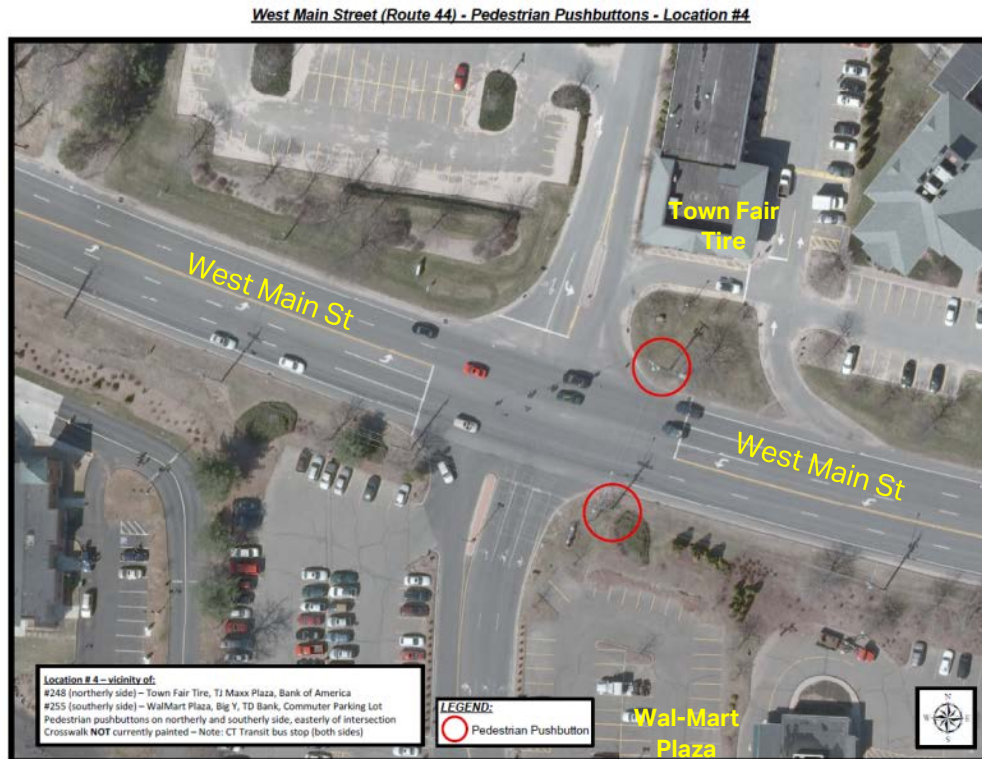 West Main Street (Route 44) - Pedestrian Pushbuttons - Location #4
Town Fair
Tire
West Main St
West Main St
Location # 4 – vicinity of:
#248 (northerly side) – Town Fair Tire, TJ Maxx Plaza, Bank of America
#255 (southerly side) – WalMart Plaza, Big Y, TD Bank, Commuter Parking Lot
Pedestrian pushbuttons on northerly and southerly side, easterly of intersection
Crosswalk NOT currently painted – Note: CT Transit bus stop (both sides)
LEGEND:
Pedestrian Pushbutton
Wal-Mart
Plaza
N
W E
S